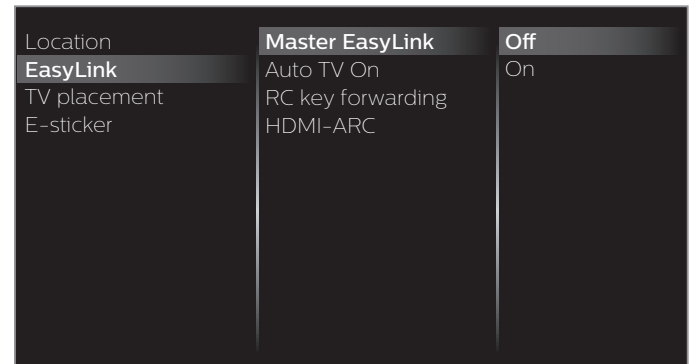 Location
EasyLink
TV placement
E-sticker
Master EasyLink
Auto TV On
RC key forwarding
HDMI-ARC
Off
On